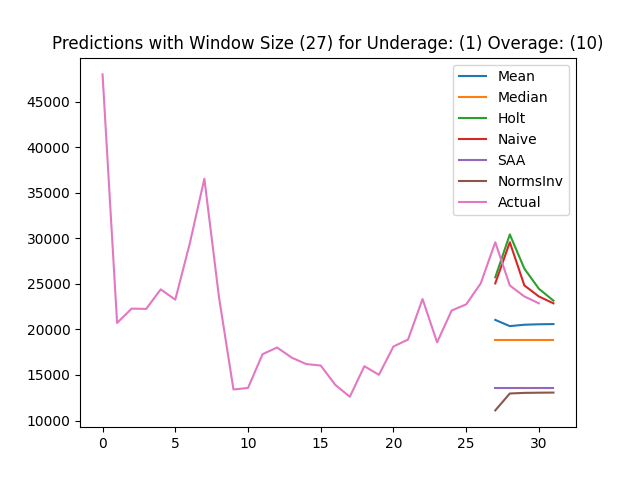 Predictions with Window Size (27) for Underage: (1) Overage: (10)
Mean
Median
Holt
Naive
SAA
NormsInv
Actual
45000
40000
35000
30000
25000
20000
15000
10000
0 5 10 15 20 25 30